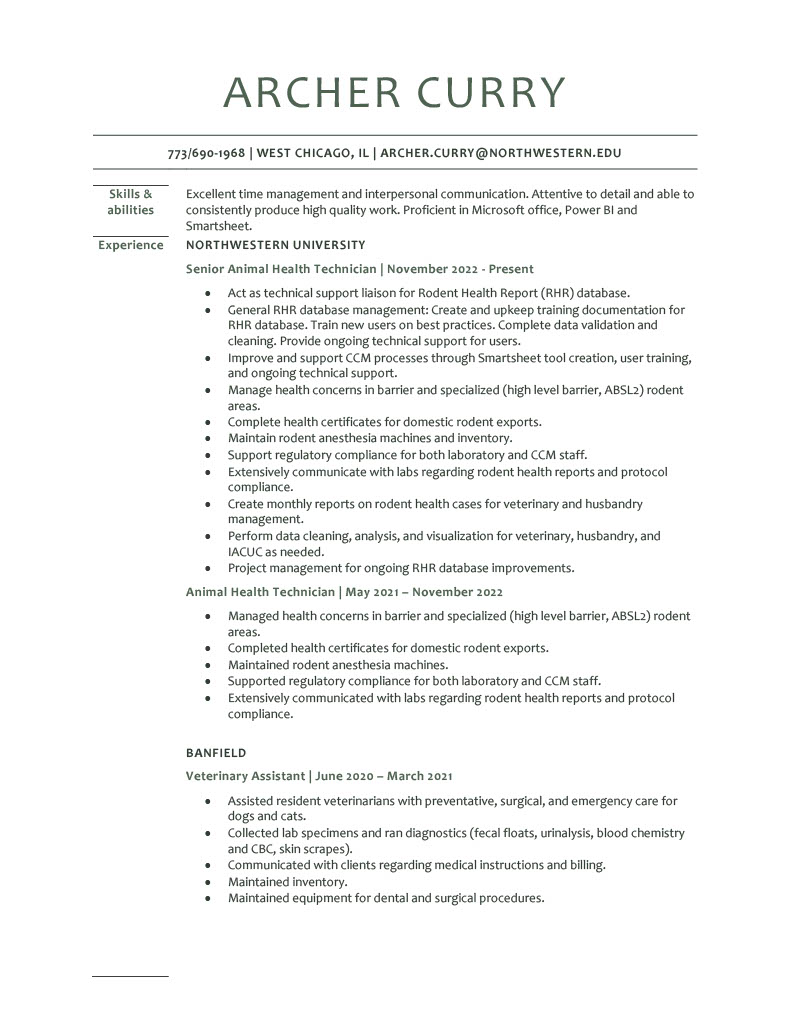 ARCHER CURRY
773/690-1968 | WEST CHICAGO, IL | ARCHER.CURRY@NORTHWESTERN.EDU
Skills &
abilities
Excellent time management and interpersonal communication. Attentive to detail and able to
consistently produce high quality work. Proficient in Microsoft office, Power BI and
Smartsheet.
Experience
NORTHWESTERN UNIVERSITY
Senior Animal Health Technician | November 2022 - Present
• Act as technical support liaison for Rodent Health Report (RHR) database.
• General RHR database management: Create and upkeep training documentation for
RHR database. Train new users on best practices. Complete data validation and
cleaning. Provide ongoing technical support for users.
• Improve and support CCM processes through Smartsheet tool creation, user training,
and ongoing technical support.
• Manage health concerns in barrier and specialized (high level barrier, ABSL2) rodent
areas.
• Complete health certificates for domestic rodent exports.
• Maintain rodent anesthesia machines and inventory.
• Support regulatory compliance for both laboratory and CCM staff.
• Extensively communicate with labs regarding rodent health reports and protocol
compliance.
• Create monthly reports on rodent health cases for veterinary and husbandry
management.
• Perform data cleaning, analysis, and visualization for veterinary, husbandry, and
IACUC as needed.
• Project management for ongoing RHR database improvements.
Animal Health Technician | May 2021 – November 2022
• Managed health concerns in barrier and specialized (high level barrier, ABSL2) rodent
areas.
• Completed health certificates for domestic rodent exports.
• Maintained rodent anesthesia machines.
• Supported regulatory compliance for both laboratory and CCM staff.
• Extensively communicated with labs regarding rodent health reports and protocol
compliance.
BANFIELD
Veterinary Assistant | June 2020 – March 2021
• Assisted resident veterinarians with preventative, surgical, and emergency care for
dogs and cats.
• Collected lab specimens and ran diagnostics (fecal floats, urinalysis, blood chemistry
and CBC, skin scrapes).
• Communicated with clients regarding medical instructions and billing.
• Maintained inventory.
• Maintained equipment for dental and surgical procedures.